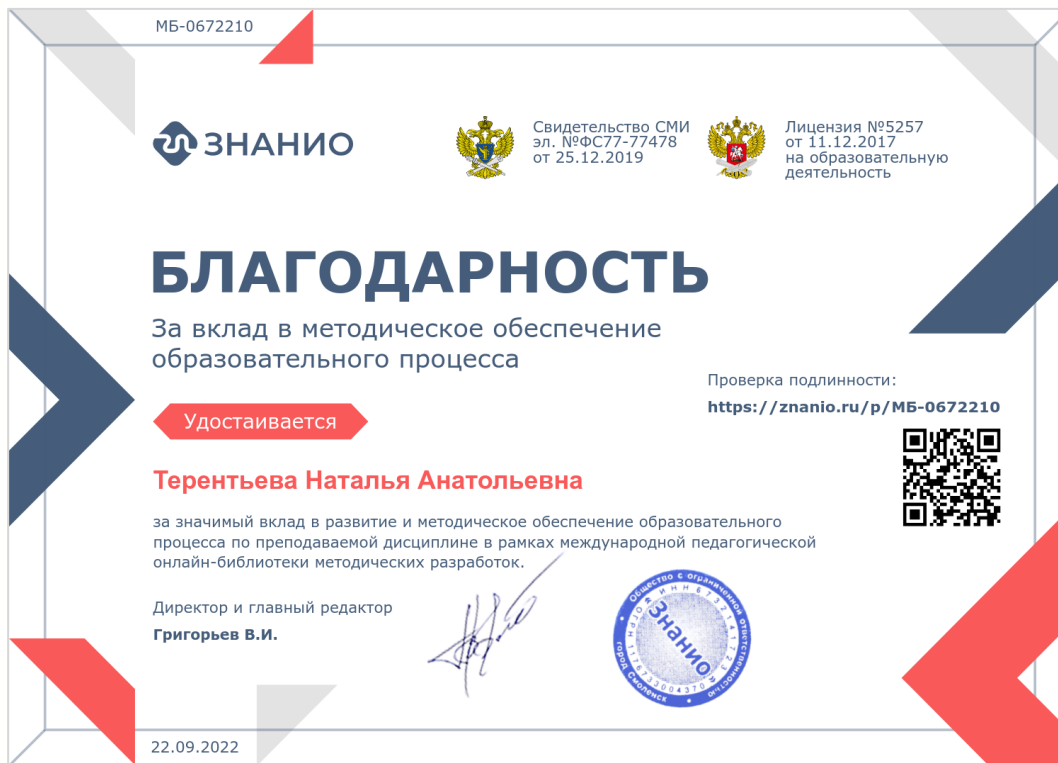 МБ-0672210
ЗНАНИО
Свидетельство СМИ
эл. №ФС77-77478
от 25.12.2019
Лицензия №5257
от 11.12.2017
на образовательную
деятельность
БЛАГОДАРНОСТЬ
За вклад в методическое обеспечение
образовательного процесса
Проверка подлинности:
https://znanio.ru/p/МБ-0672210
Удостаивается
Терентьева Наталья Анатольевна
за значимый вклад в развитие и методическое обеспечение образовательного
процесса по преподаваемой дисциплине в рамках международной педагогической
онлайн-библиотеки методических разработок.
Директор и главный редактор
Григорьев В.И.
Общество с ограниченной ответственностью
город Смоленск
Знанио
22.09.2022